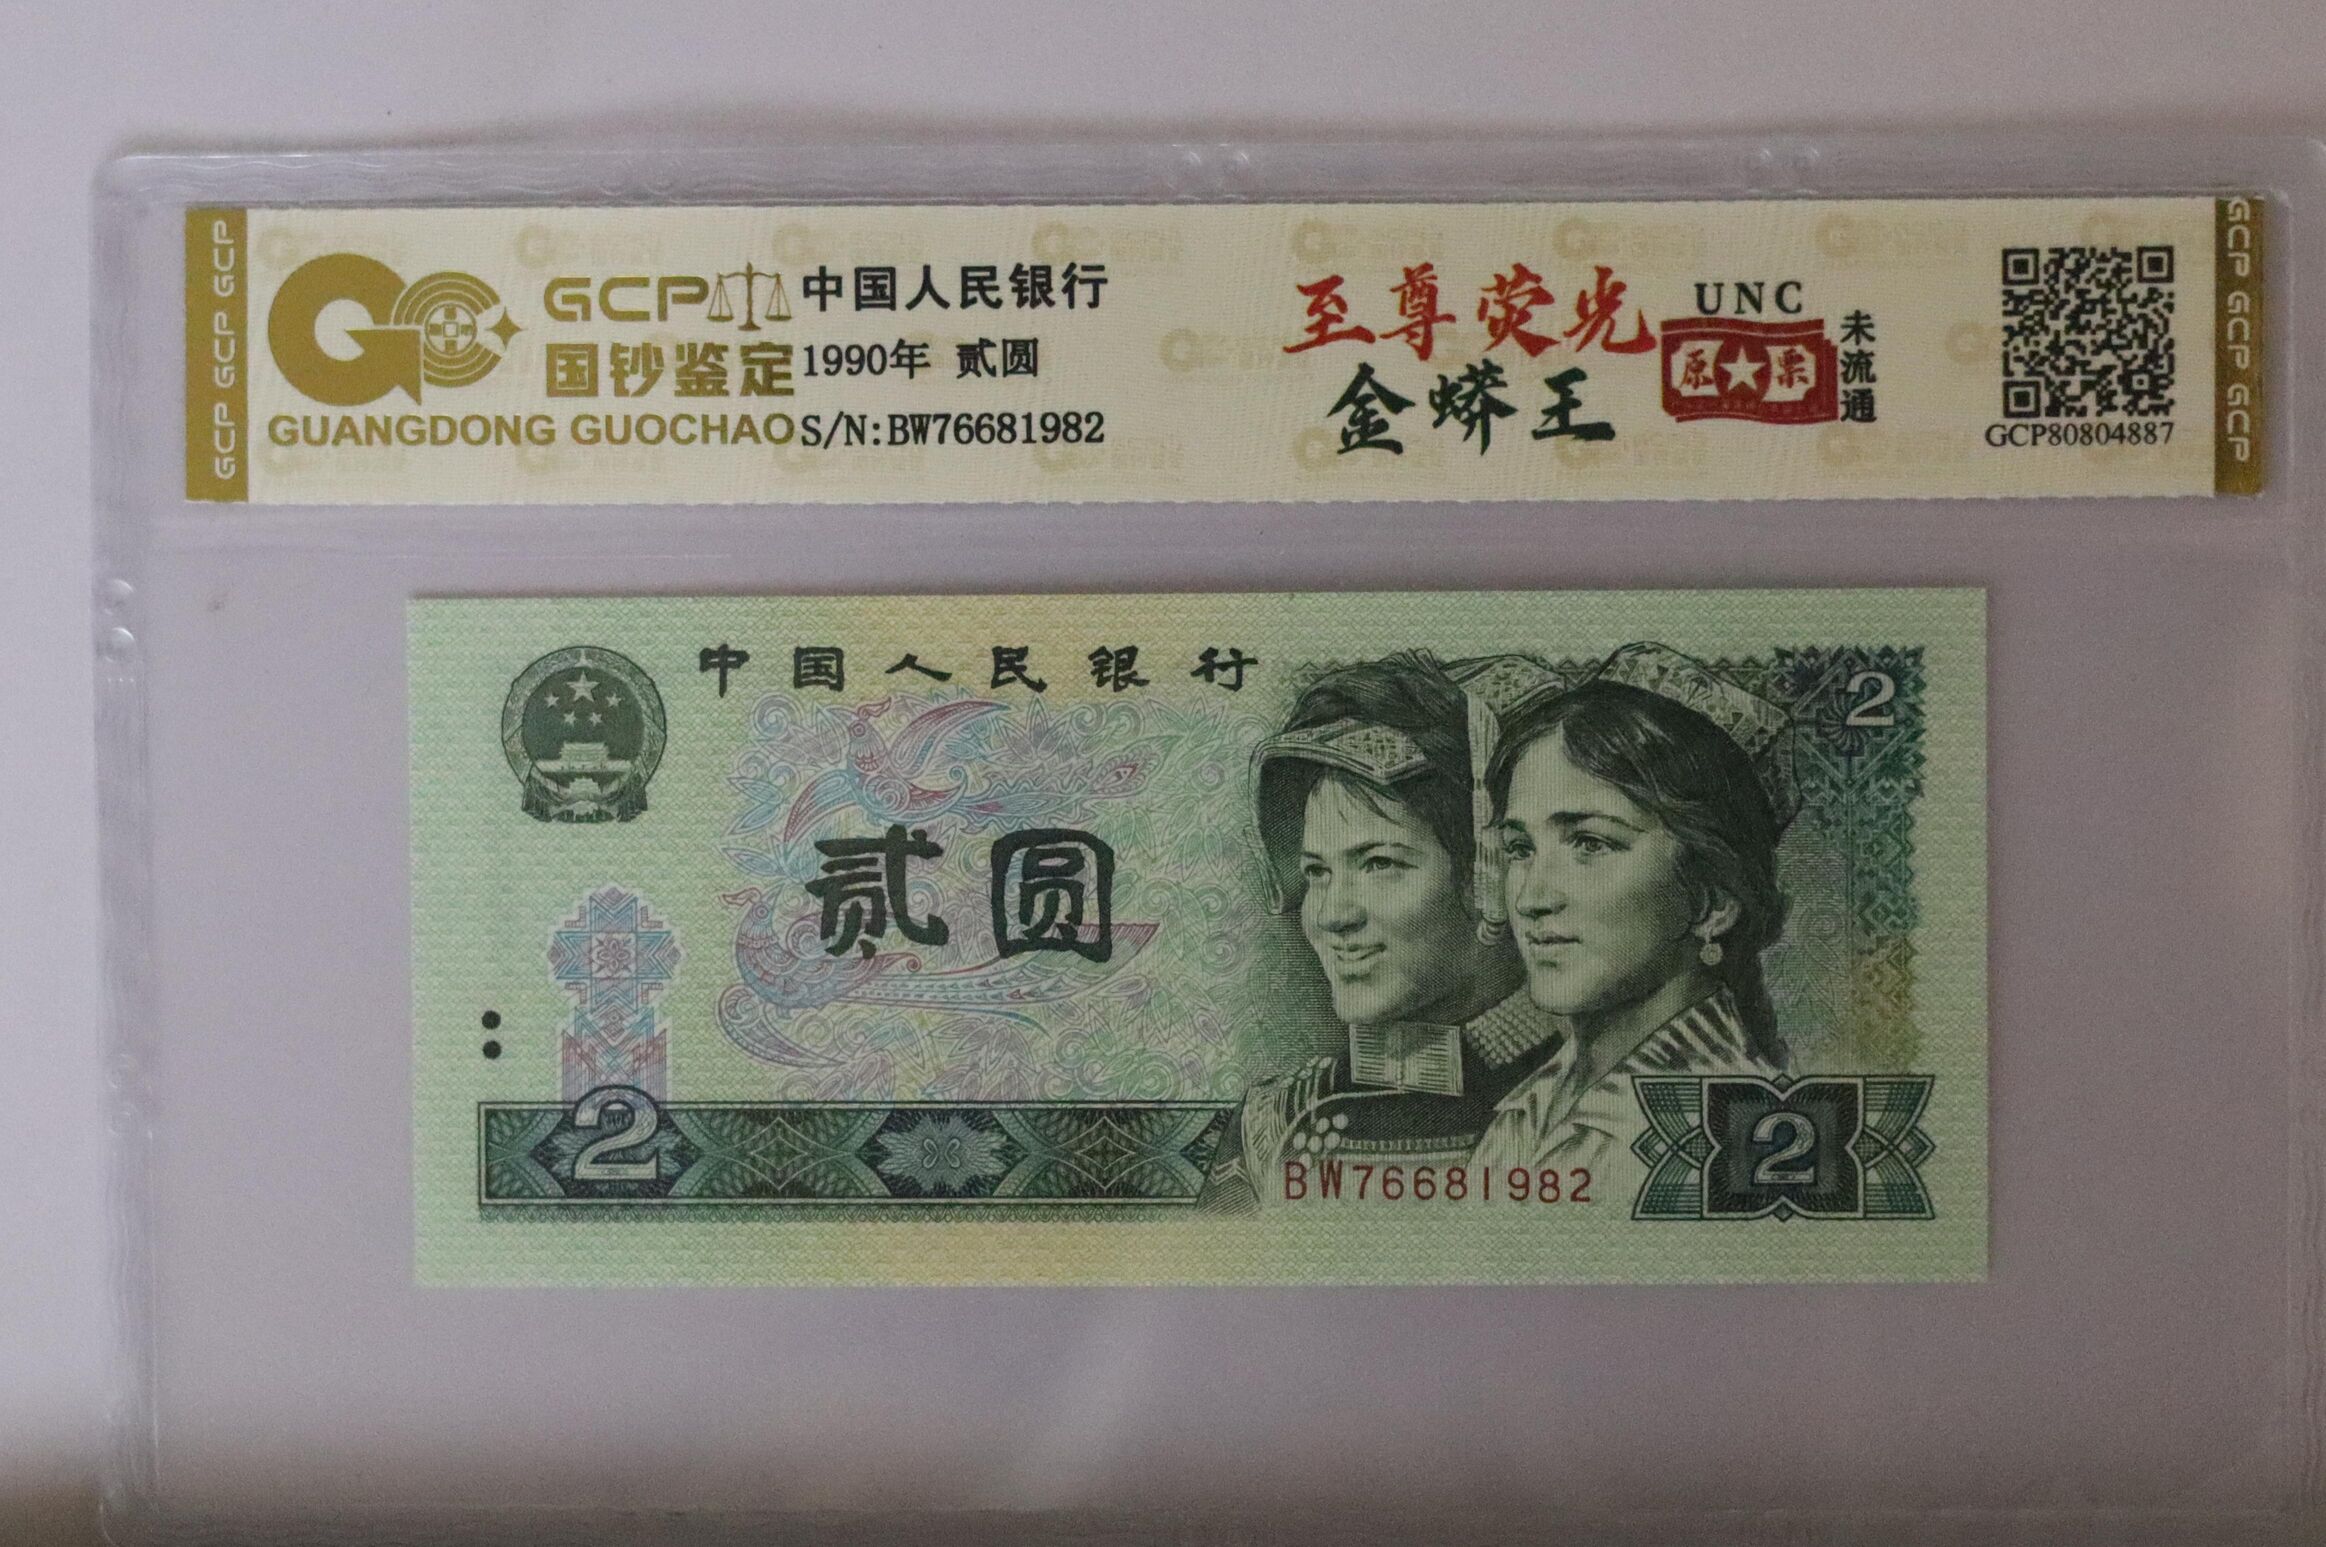 GCP GCP GCP
GCP
国钞鉴定
GUANGDONG GUOCHAO
中国人民银行
1990年 贰圆
S/N:BW76681982
至尊荧光
金蟒王
UNC
原票
未流通
GCP80804887
GCP GCP GCP
中国人民银行
2
贰圆
2
BW76681982
2